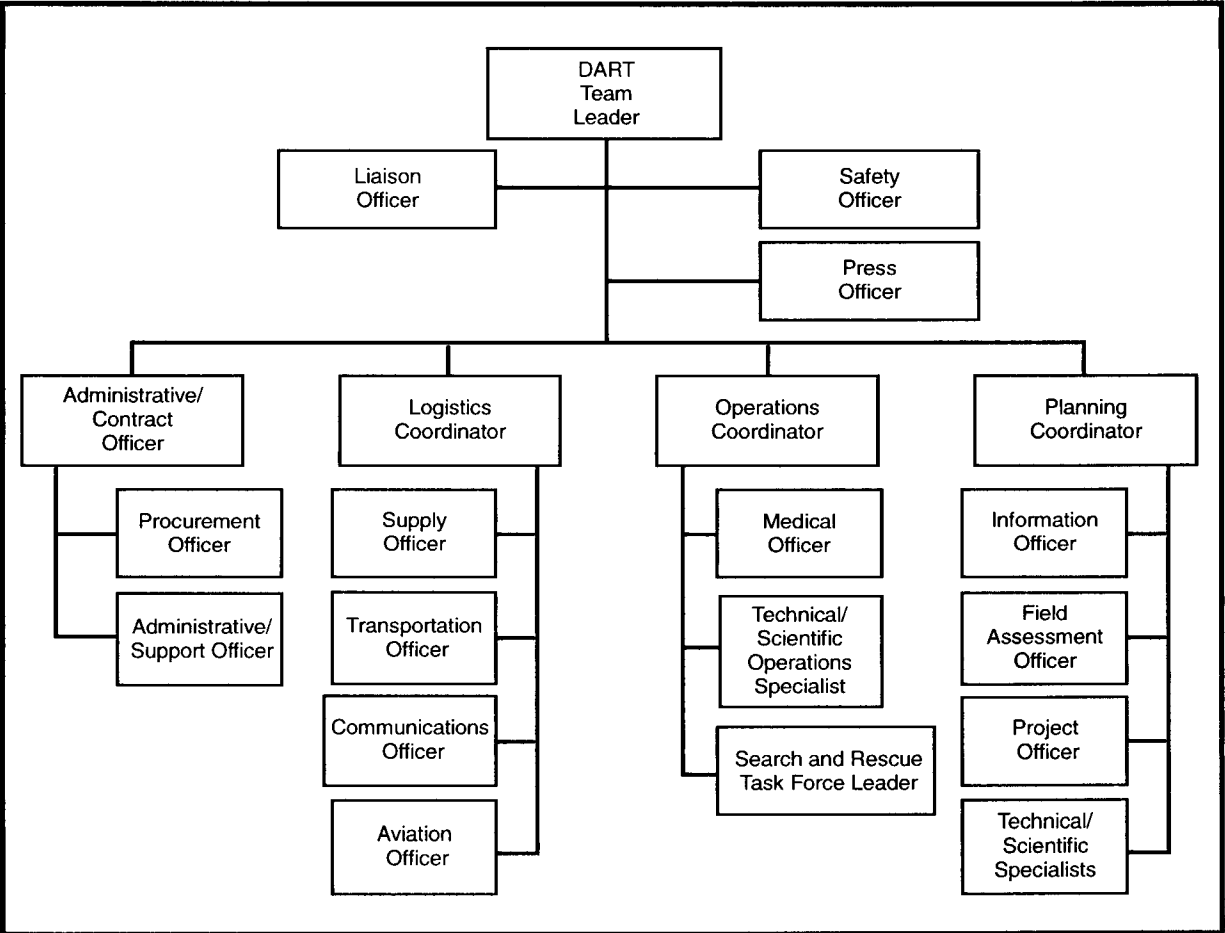 DART
Team
Leader
Liaison
Officer
Safety
Officer
Press
Officer
Administrative/
Contract
Officer
Logistics
Coordinator
Operations
Coordinator
Planning
Coordinator
Procurement
Officer
Administrative/
Support Officer
Supply
Officer
Transportation
Officer
Communications
Officer
Aviation
Officer
Medical
Officer
Technical/
Scientific
Operations
Specialist
Search and Rescue
Task Force Leader
Information
Officer
Field
Assessment
Officer
Project
Officer
Technical/
Scientific
Specialists